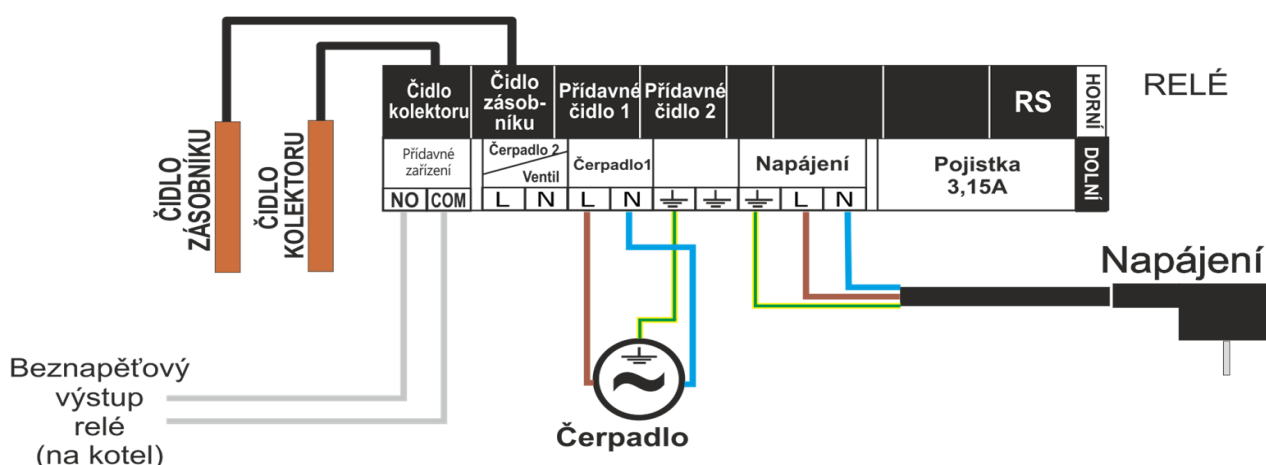 Čidlo
kolektoru
Čidlo
zásob-
níku
Přídavné
čidlo 1
Přídavné
čidlo 2
RS
HORNÍ
RELÉ
Přídavné
zařízení
Čerpadlo 2
Ventil
Čerpadlo1
Napájení
Pojistka
3,15A
DOLNÍ
NO COM L N L N L N
ČIDLO
ZÁSOBNÍKU
ČIDLO
KOLEKTORU
Napájení
Beznapěťový
výstup
relé
(na kotel)
Čerpadlo